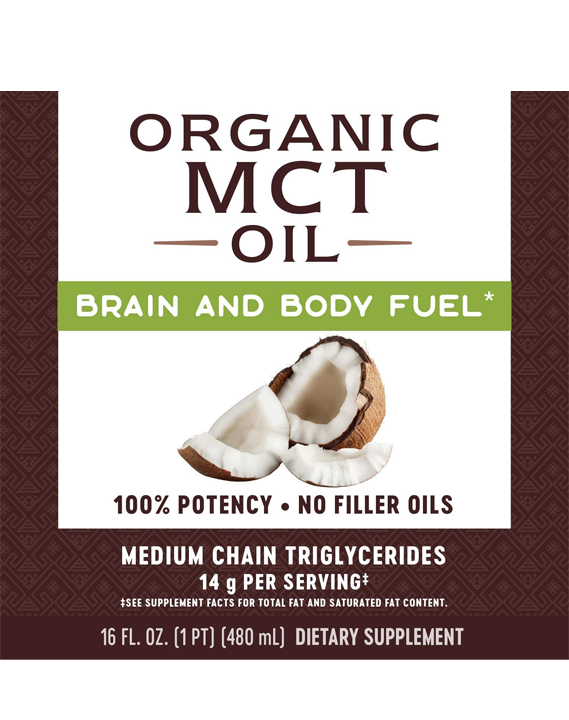 ORGANIC
MCT
OIL
BRAIN AND BODY FUEL*
100% POTENCY • NO FILLER OILS
MEDIUM CHAIN TRIGLYCERIDES
14 g PER SERVING‡
‡SEE SUPPLEMENT FACTS FOR TOTAL FAT AND SATURATED FAT CONTENT.
16 FL. OZ. (1 PT) (480 mL) DIETARY SUPPLEMENT